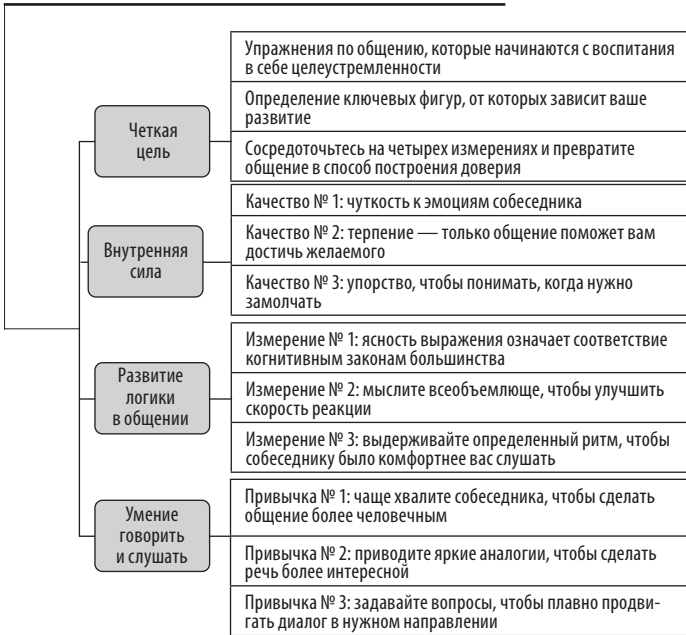 Четкая
цель
Упражнения по общению, которые начинаются с воспитания
в себе целеустремленности
Определение ключевых фигур, от которых зависит ваше
развитие
Сосредоточьтесь на четырех измерениях и превратите
общение в способ построения доверия
Внутренняя
сила
Качество № 1: чуткость к эмоциям собеседника
Качество № 2: терпение — только общение поможет вам
достичь желаемого
Качество № 3: упорство, чтобы понимать, когда нужно
замолчать
Развитие
логики
в общении
Измерение № 1: ясность выражения означает соответствие
когнитивным законам большинства
Измерение № 2: мыслите всеобъемлюще, чтобы улучшить
скорость реакции
Измерение № 3: выдерживайте определенный ритм, чтобы
собеседнику было комфортнее вас слушать
Умение
говорить
и слушать
Привычка № 1: чаще хвалите собеседника, чтобы сделать
общение более человечным
Привычка № 2: приводите яркие аналогии, чтобы сделать
речь более интересной
Привычка № 3: задавайте вопросы, чтобы плавно продви-
гать диалог в нужном направлении